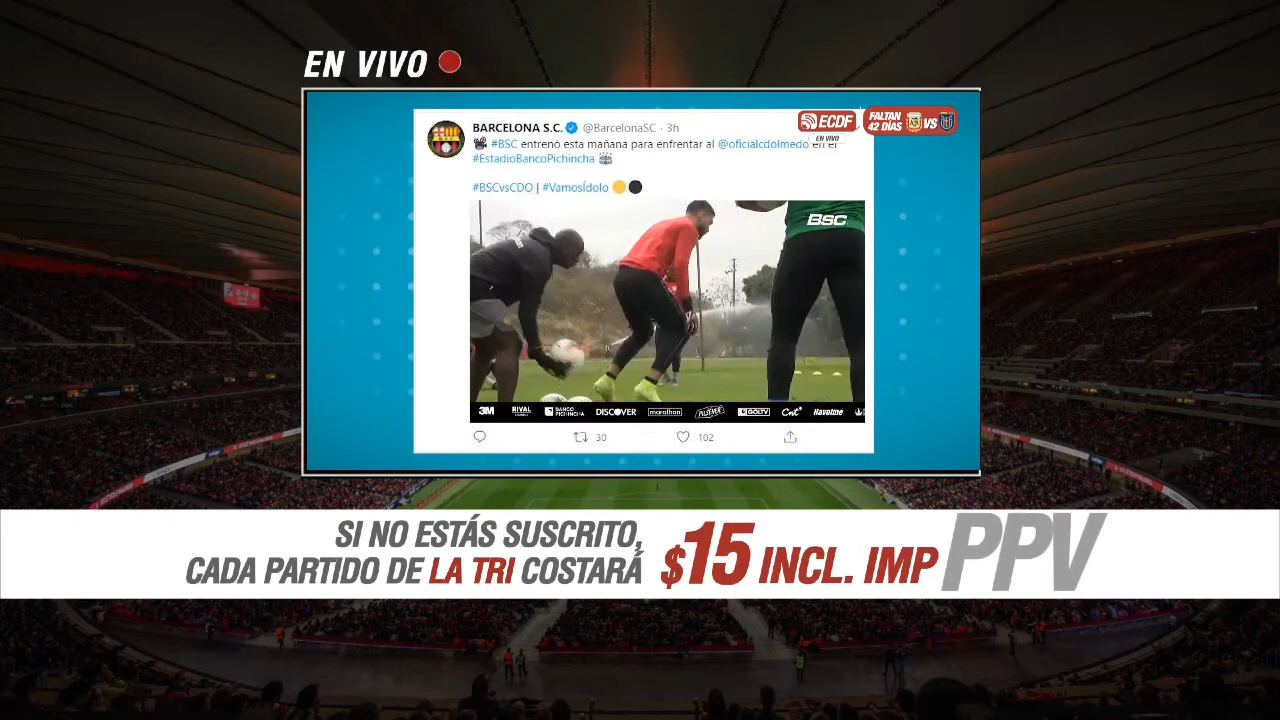 EN VIVO
BARCELONA S.C. @BarcelonaSC · 3h
#BSC entrenó esta mañana para enfrentar al @oficialcdolmedo en el
#EstadioBancoPichincha
#BSCvsCDO | #VamosÍdolo
ECDF
EN VIVO
FALTAN
42 DÍAS
VS
BSC
3M RIVAL BANCO PICHINCHA DISCOVER marathon PILSENER GOLTV Cnt Havoline
30 102
SI NO ESTÁS SUSCRITO,
CADA PARTIDO DE LA TRI COSTARÁ
$15 INCL. IMP PPV